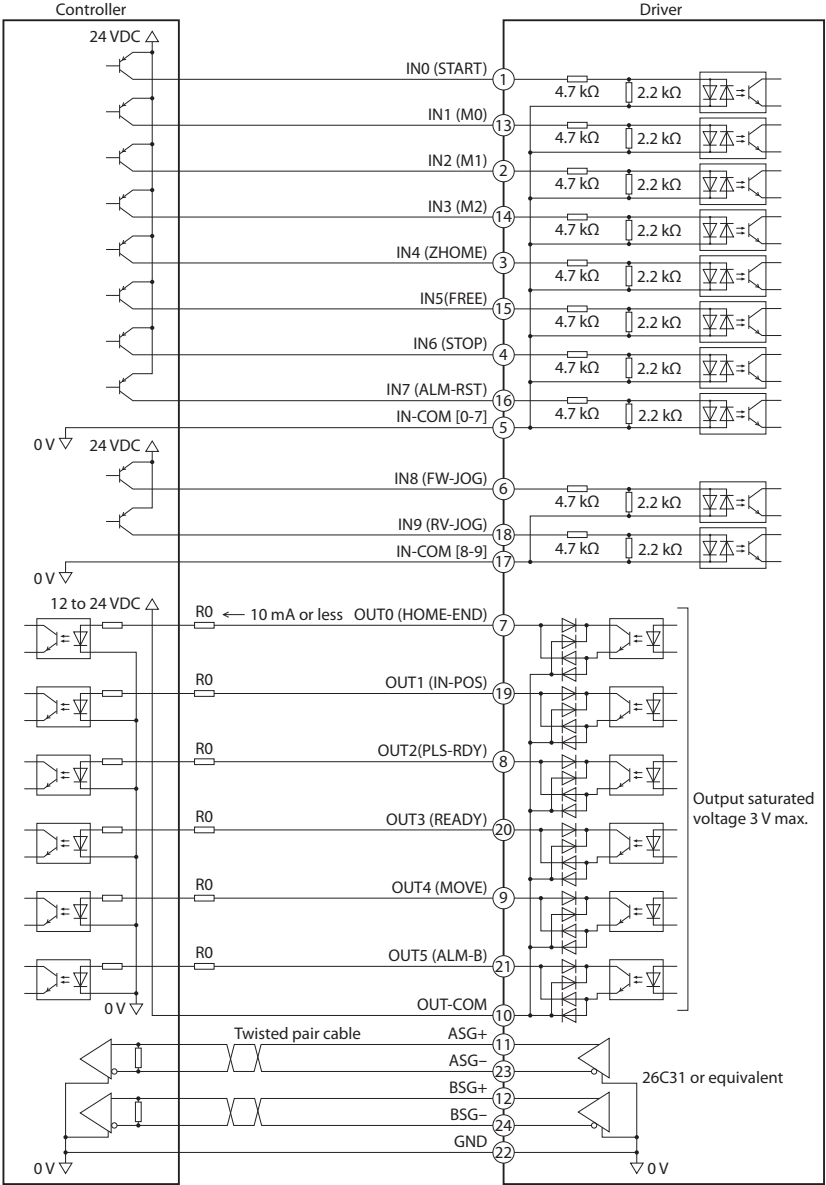 Controller
Driver
24 VDC
IN0 (START)
1
4.7 kΩ
2.2 kΩ
IN1 (M0)
13
4.7 kΩ
2.2 kΩ
IN2 (M1)
2
4.7 kΩ
2.2 kΩ
IN3 (M2)
14
4.7 kΩ
2.2 kΩ
IN4 (ZHOME)
3
4.7 kΩ
2.2 kΩ
IN5(FREE)
15
4.7 kΩ
2.2 kΩ
IN6 (STOP)
4
4.7 kΩ
2.2 kΩ
IN7 (ALM-RST)
16
4.7 kΩ
2.2 kΩ
IN-COM [0-7]
5
0 V
24 VDC
IN8 (FW-JOG)
6
4.7 kΩ
2.2 kΩ
IN9 (RV-JOG)
18
4.7 kΩ
2.2 kΩ
IN-COM [8-9]
17
0 V
12 to 24 VDC
R0
10 mA or less
OUT0 (HOME-END)
7
R0
OUT1 (IN-POS)
19
R0
OUT2(PLS-RDY)
8
Output saturated
voltage 3 V max.
R0
OUT3 (READY)
20
R0
OUT4 (MOVE)
9
R0
OUT5 (ALM-B)
21
0 V
OUT-COM
10
Twisted pair cable
ASG+
11
ASG–
23
26C31 or equivalent
BSG+
12
BSG–
24
GND
22
0 V
0 V